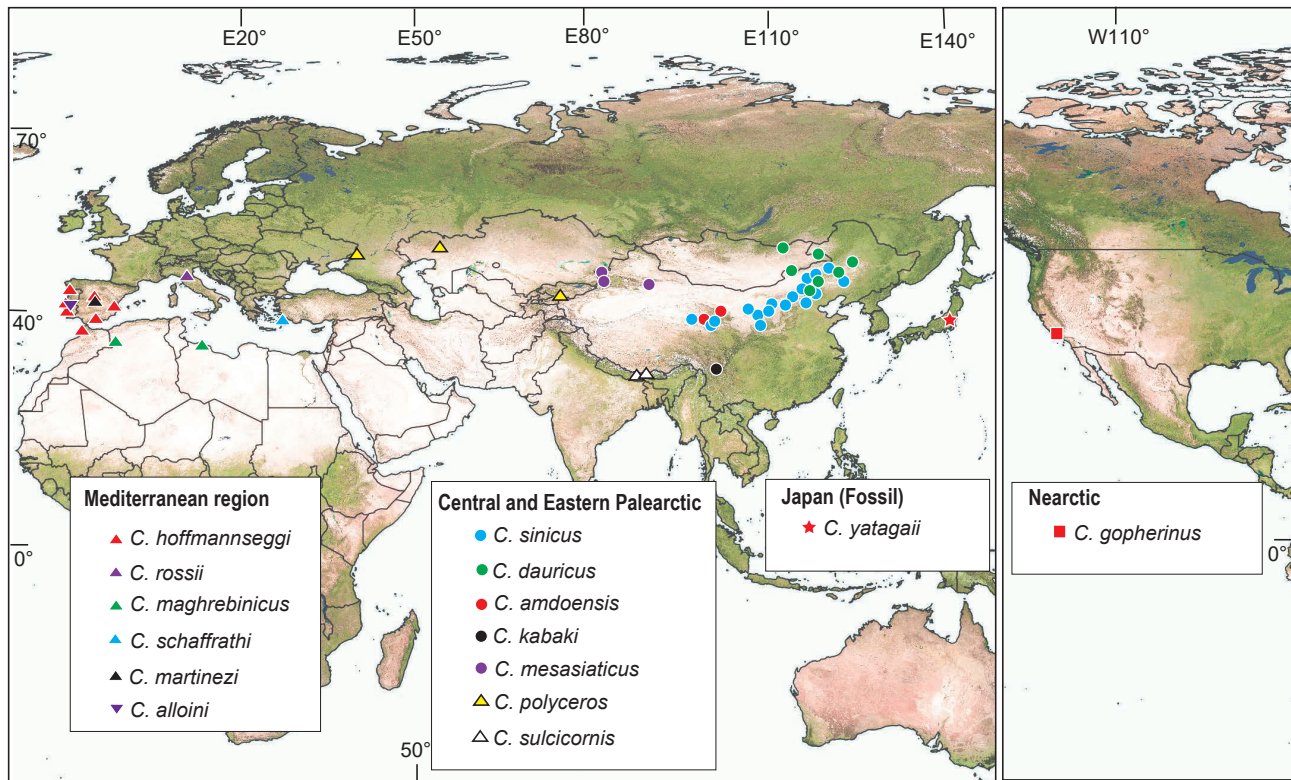 E20°
E50°
E80°
E110°
E140°
W110°
70°
40°
0°
50°
0°
Mediterranean region
C. hoffmannseggi
C. rossii
C. maghrebinicus
C. schaffrathi
C. martinezi
C. alloini
Central and Eastern Palearctic
C. sinicus
C. dauricus
C. amdoensis
C. kabaki
C. mesasiaticus
C. polyceros
C. sulcicornis
Japan (Fossil)
C. yatagaii
Nearctic
C. gopherinus